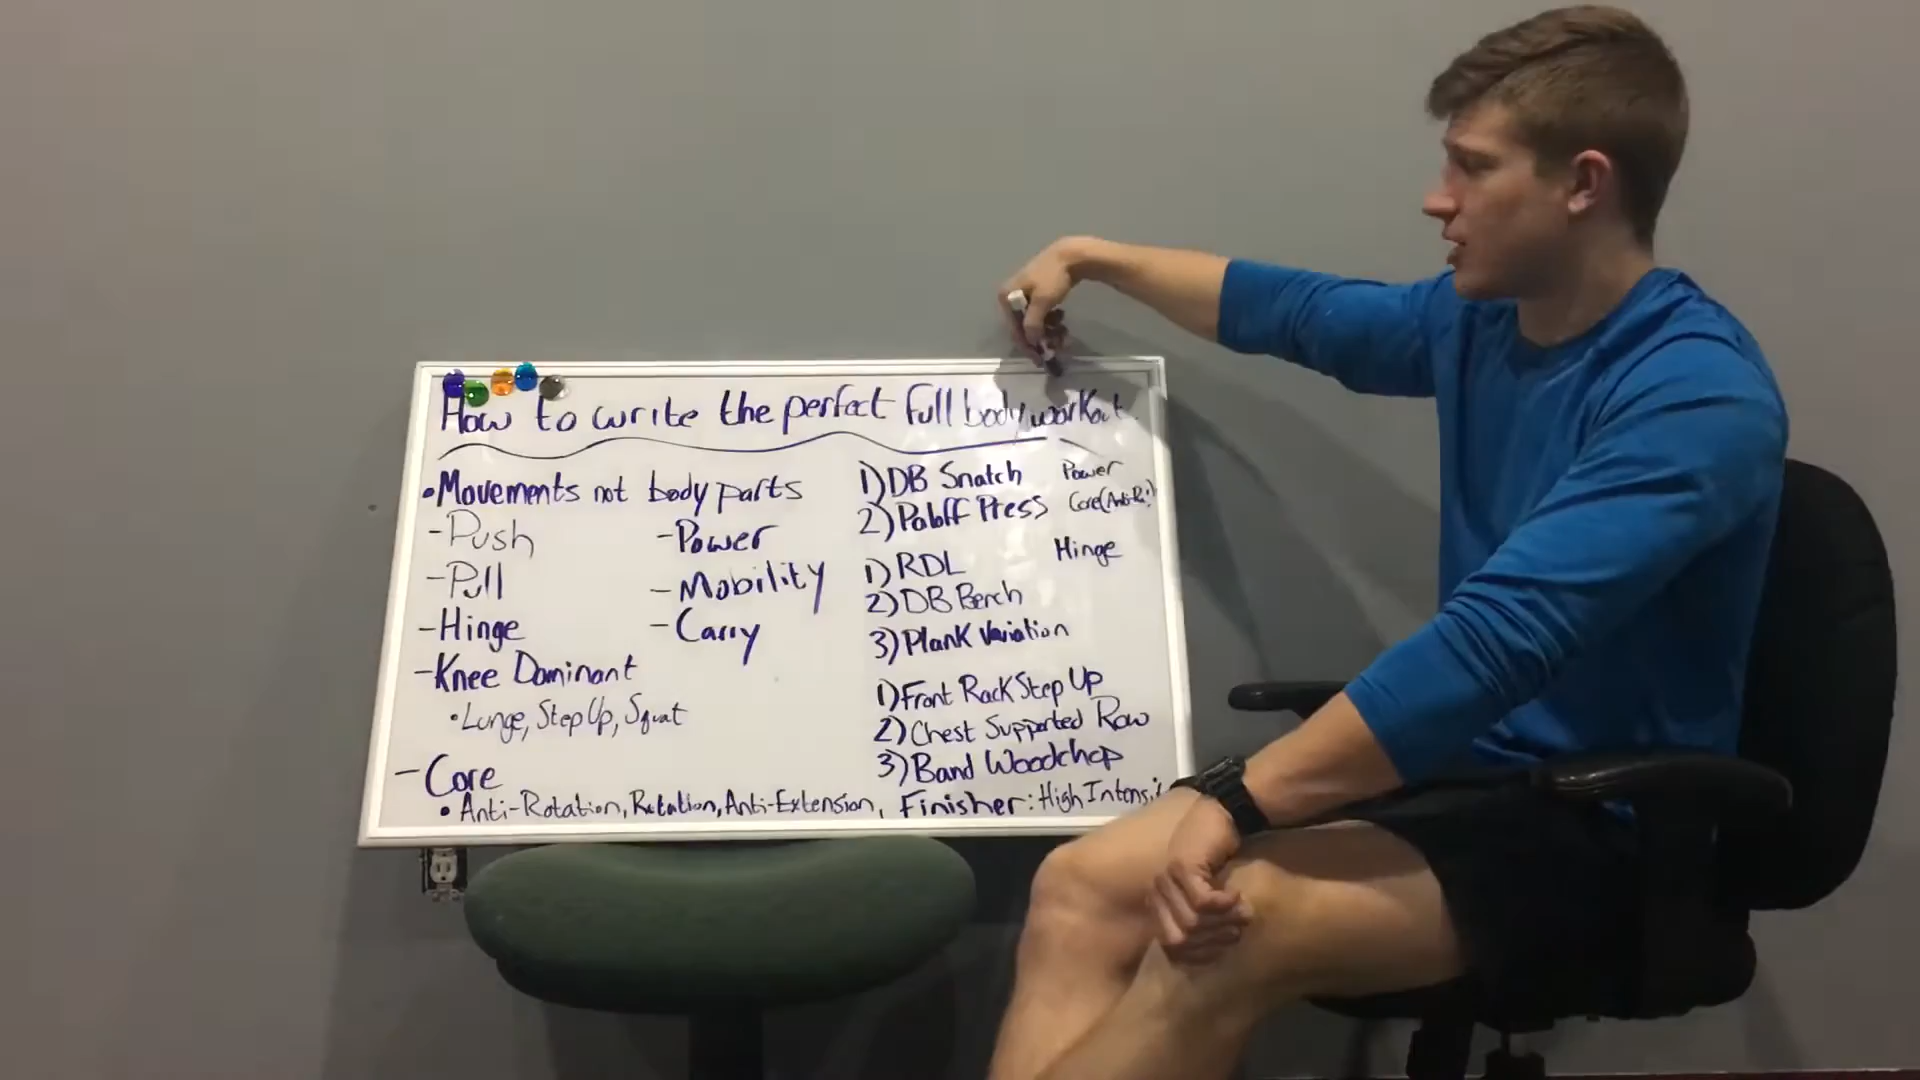 How to write the perfect full body workout
•Movements not body parts
-Push
-Pull
-Hinge
-Knee Dominant
•Lunge, Step Up, Squat
-Core
•Anti-Rotation, Rotation, Anti-Extension,
-Power
-Mobility
-Carry
1) DB Snatch Power
2) Paloff Press Core (Anti-
1) RDL Hinge
2) DB Bench
3) Plank Variation
1) Front Rack Step Up
2) Chest Supported Row
3) Band Woodchop
Finisher: High Intensi